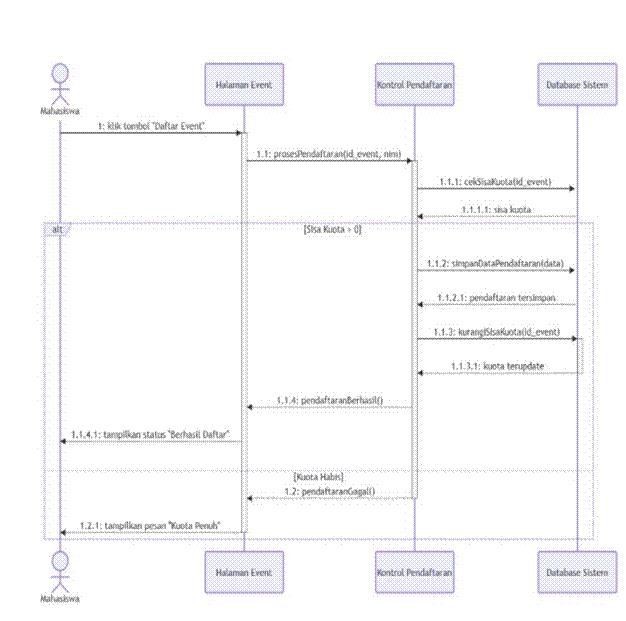 Mahasiswa
Halaman Event
Kontrol Pendaftaran
Database Sistem
1: klik tombol "Daftar Event"
1.1: prosesPendaftaran(id_event, nim)
1.1.1: cekSisaKuota(id_event)
1.1.1.1: sisa kuota
alt
[Sisa Kuota > 0]
1.1.2: simpanDataPendaftaran(data)
1.1.2.1: pendaftaran tersimpan
1.1.3: kurangiSisaKuota(id_event)
1.1.3.1: kuota terupdate
1.1.4: pendaftaranBerhasil()
1.1.4.1: tampilkan status "Berhasil Daftar"
[Kuota Habis]
1.2: pendaftaranGagal()
1.2.1: tampilkan pesan "Kuota Penuh"
Mahasiswa
Halaman Event
Kontrol Pendaftaran
Database Sistem